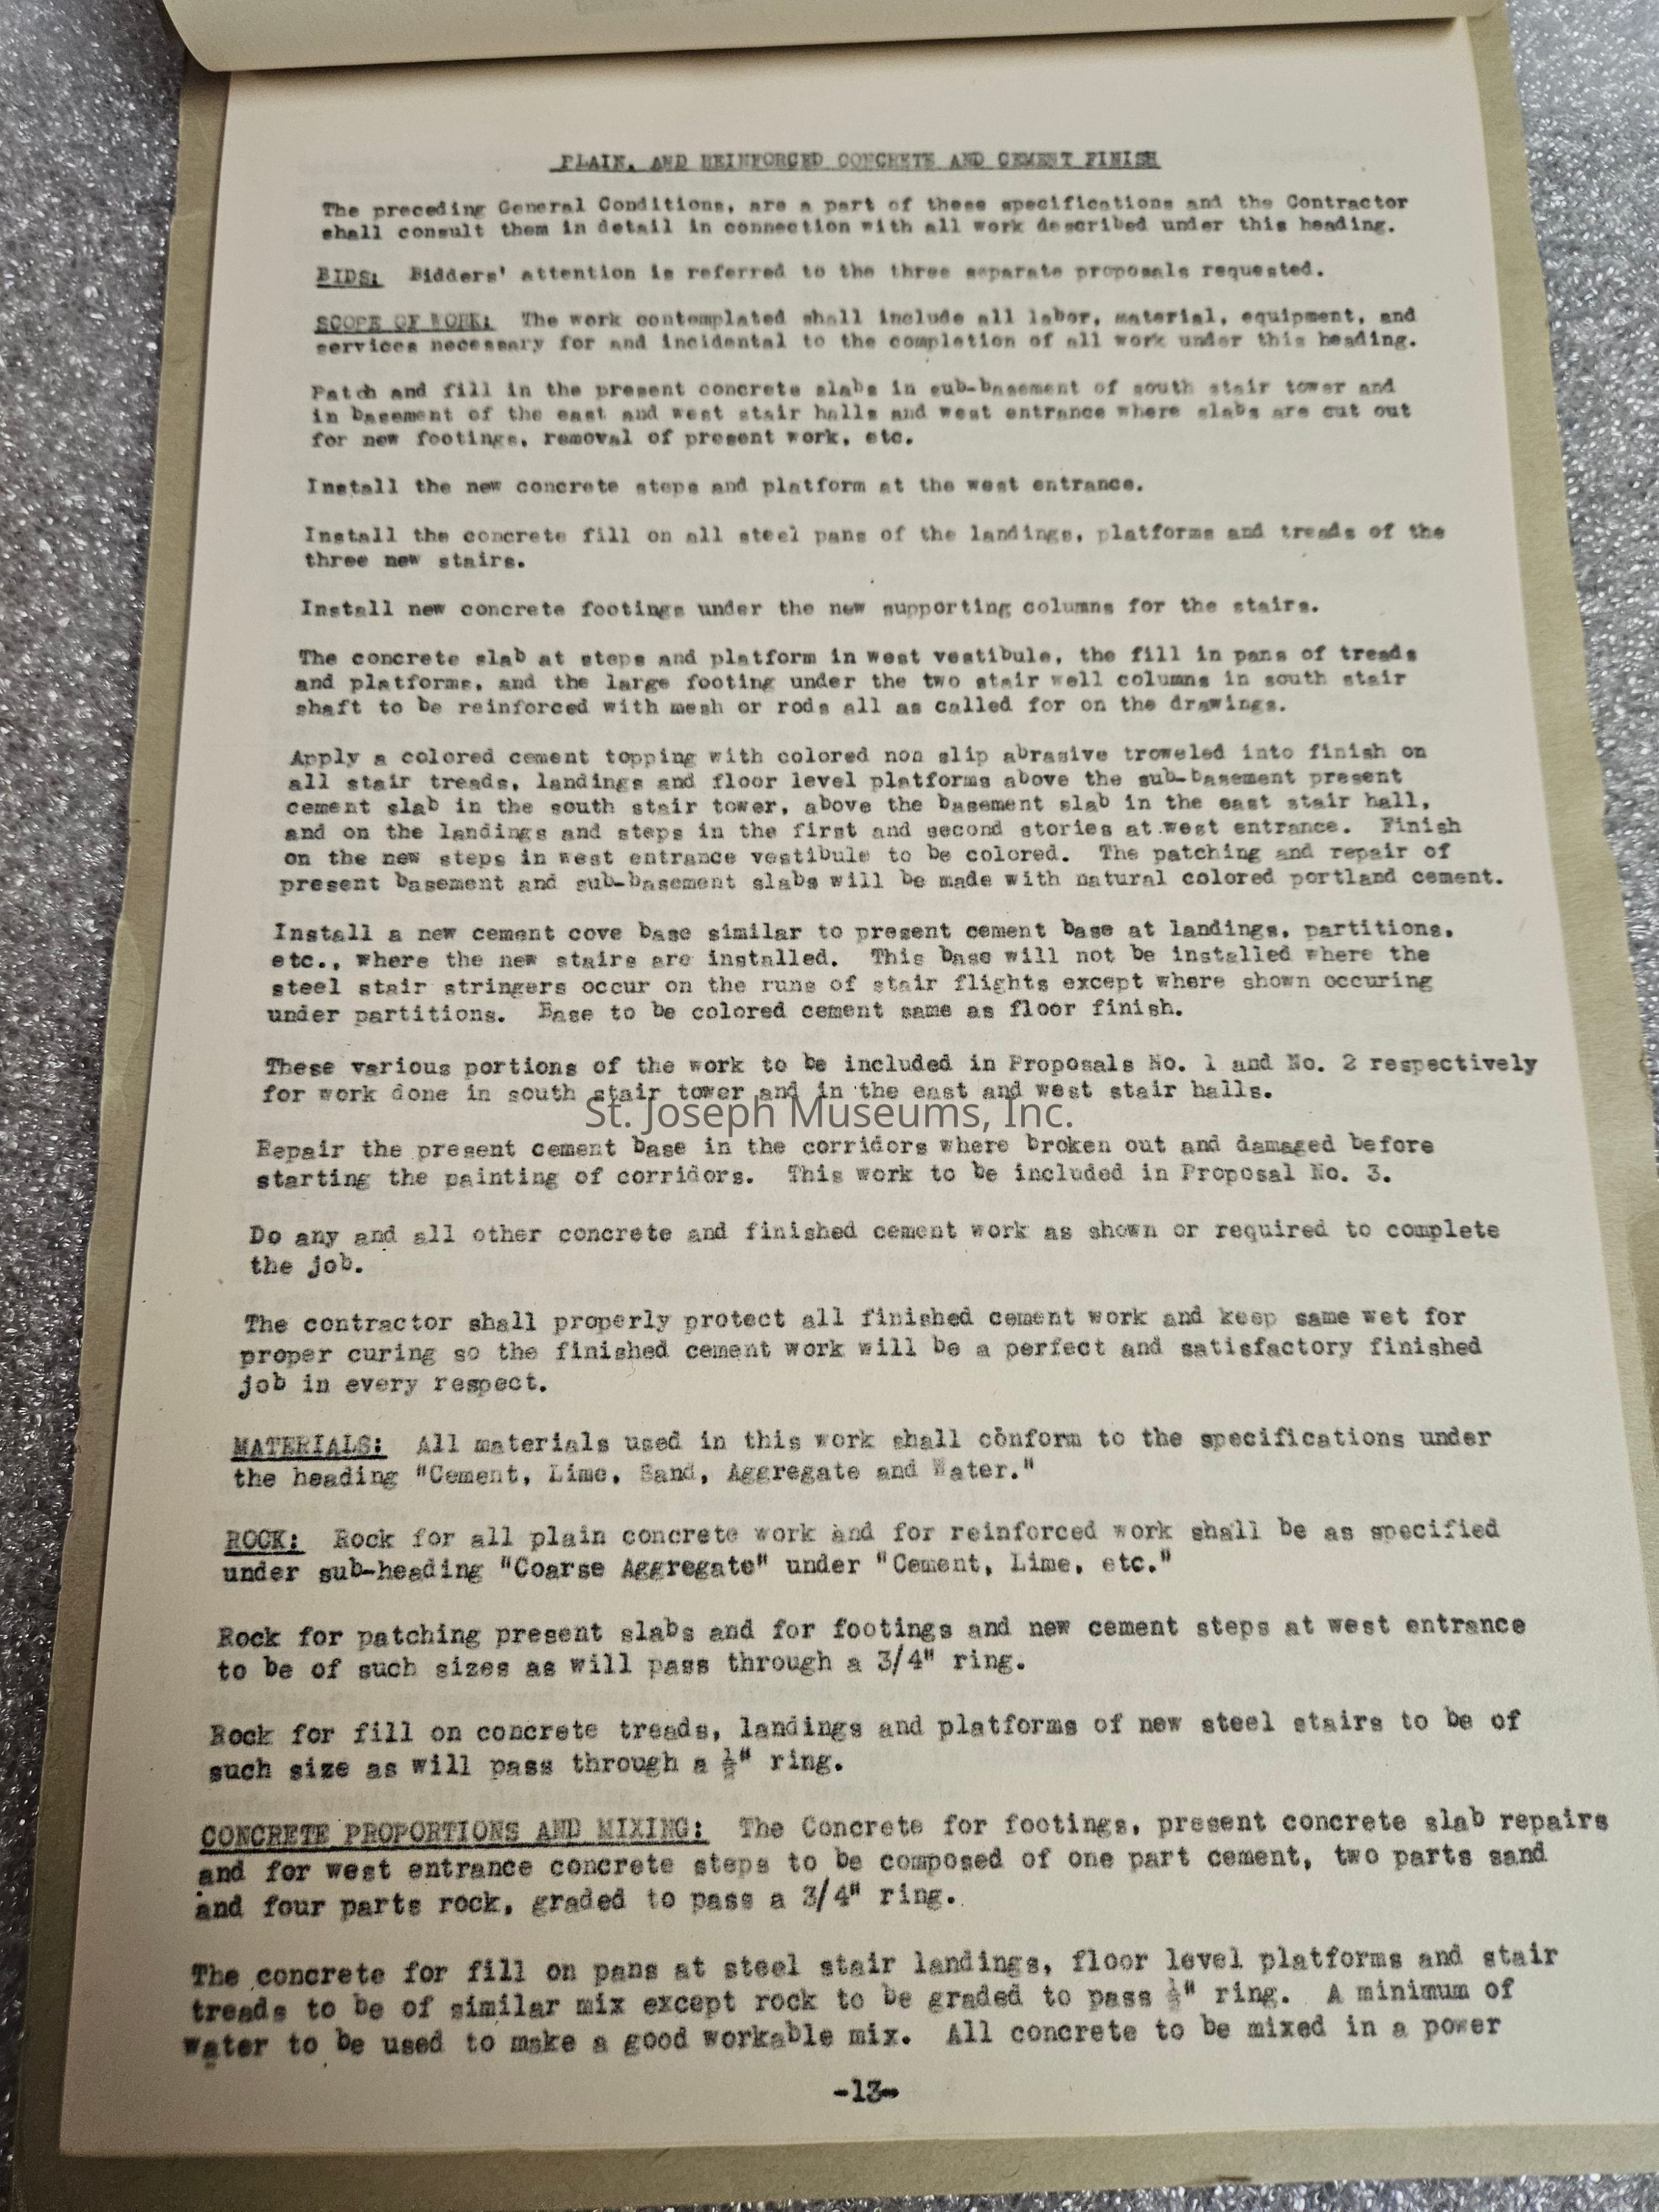 PLAIN, AND REINFORCED CONCRETE AND CEMENT FINISH
The preceding General Conditions, are a part of these specifications and the Contractor
shall consult them in detail in connection with all work described under this heading.
BIDS: Bidders' attention is referred to the three separate proposals requested.
SCOPE OF WORK: The work contemplated shall include all labor, material, equipment, and
services necessary for and incidental to the completion of all work under this heading.
Patch and fill in the present concrete slabs in sub-basement of south stair tower and
in basement of the east and west stair halls and west entrance where slabs are cut out
for new footings, removal of present work, etc.
Install the new concrete steps and platform at the west entrance.
Install the concrete fill on all steel pans of the landings, platforms and treads of the
three new stairs.
Install new concrete footings under the new supporting columns for the stairs.
The concrete slab at steps and platform in west vestibule, the fill in pans of treads
and platforms, and the large footing under the two stair well columns in south stair
shaft to be reinforced with mesh or rods all as called for on the drawings.
Apply a colored cement topping with colored non slip abrasive troweled into finish on
all stair treads, landings and floor level platforms above the sub-basement present
cement slab in the south stair tower, above the basement slab in the east stair hall,
and on the landings and steps in the first and second stories at west entrance. Finish
on the new steps in west entrance vestibule to be colored. The patching and repair of
present basement and sub-basement slabs will be made with natural colored portland cement.
Install a new cement cove base similar to present cement base at landings, partitions,
etc., where the new stairs are installed. This base will not be installed where the
steel stair stringers occur on the runs of stair flights except where shown occuring
under partitions. Base to be colored cement same as floor finish.
These various portions of the work to be included in Proposals No. 1 and No. 2 respectively
for work done in south stair tower and in the east and west stair halls.
St. Joseph Museums, Inc.
Repair the present cement base in the corridors where broken out and damaged before
starting the painting of corridors. This work to be included in Proposal No. 3.
Do any and all other concrete and finished cement work as shown or required to complete
the job.
The contractor shall properly protect all finished cement work and keep same wet for
proper curing so the finished cement work will be a perfect and satisfactory finished
job in every respect.
MATERIALS: All materials used in this work shall conform to the specifications under
the heading "Cement, Lime, Sand, Aggregate and Water."
ROCK: Rock for all plain concrete work and for reinforced work shall be as specified
under sub-heading "Coarse Aggregate" under "Cement, Lime, etc."
Rock for patching present slabs and for footings and new cement steps at west entrance
to be of such sizes as will pass through a 3/4" ring.
Rock for fill on concrete treads, landings and platforms of new steel stairs to be of
such size as will pass through a ½" ring.
CONCRETE PROPORTIONS AND MIXING: The Concrete for footings, present concrete slab repairs
and for west entrance concrete steps to be composed of one part cement, two parts sand
and four parts rock, graded to pass a 3/4" ring.
The concrete for fill on pans at steel stair landings, floor level platforms and stair
treads to be of similar mix except rock to be graded to pass ½" ring. A minimum of
water to be used to make a good workable mix. All concrete to be mixed in a power
-13-